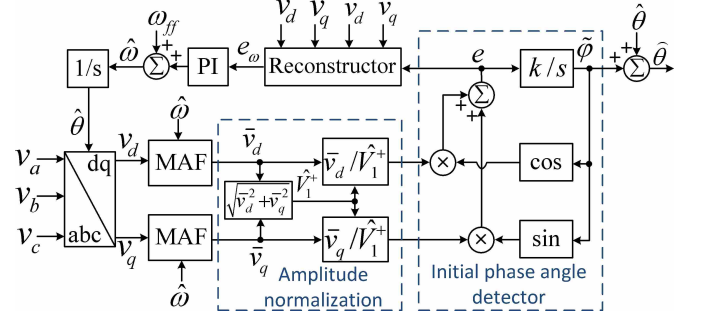 v_d v_q v_d v_q
ω_ff
ω̂ + + Σ PI e_ω Reconstructor e k/s φ̃ + + Σ θ̂ θ̂
1/s
θ̂
ω̂
v_a v_b v_c
dq
abc
v_d MAF v̄_d v̄_d/V̂_1^+ × + + Σ cos
√v̄_d^2+v̄_q^2 V̂_1^+
v_q MAF v̄_q v̄_q/V̂_1^+ × sin
ω̂
Amplitude
normalization
Initial phase angle
detector